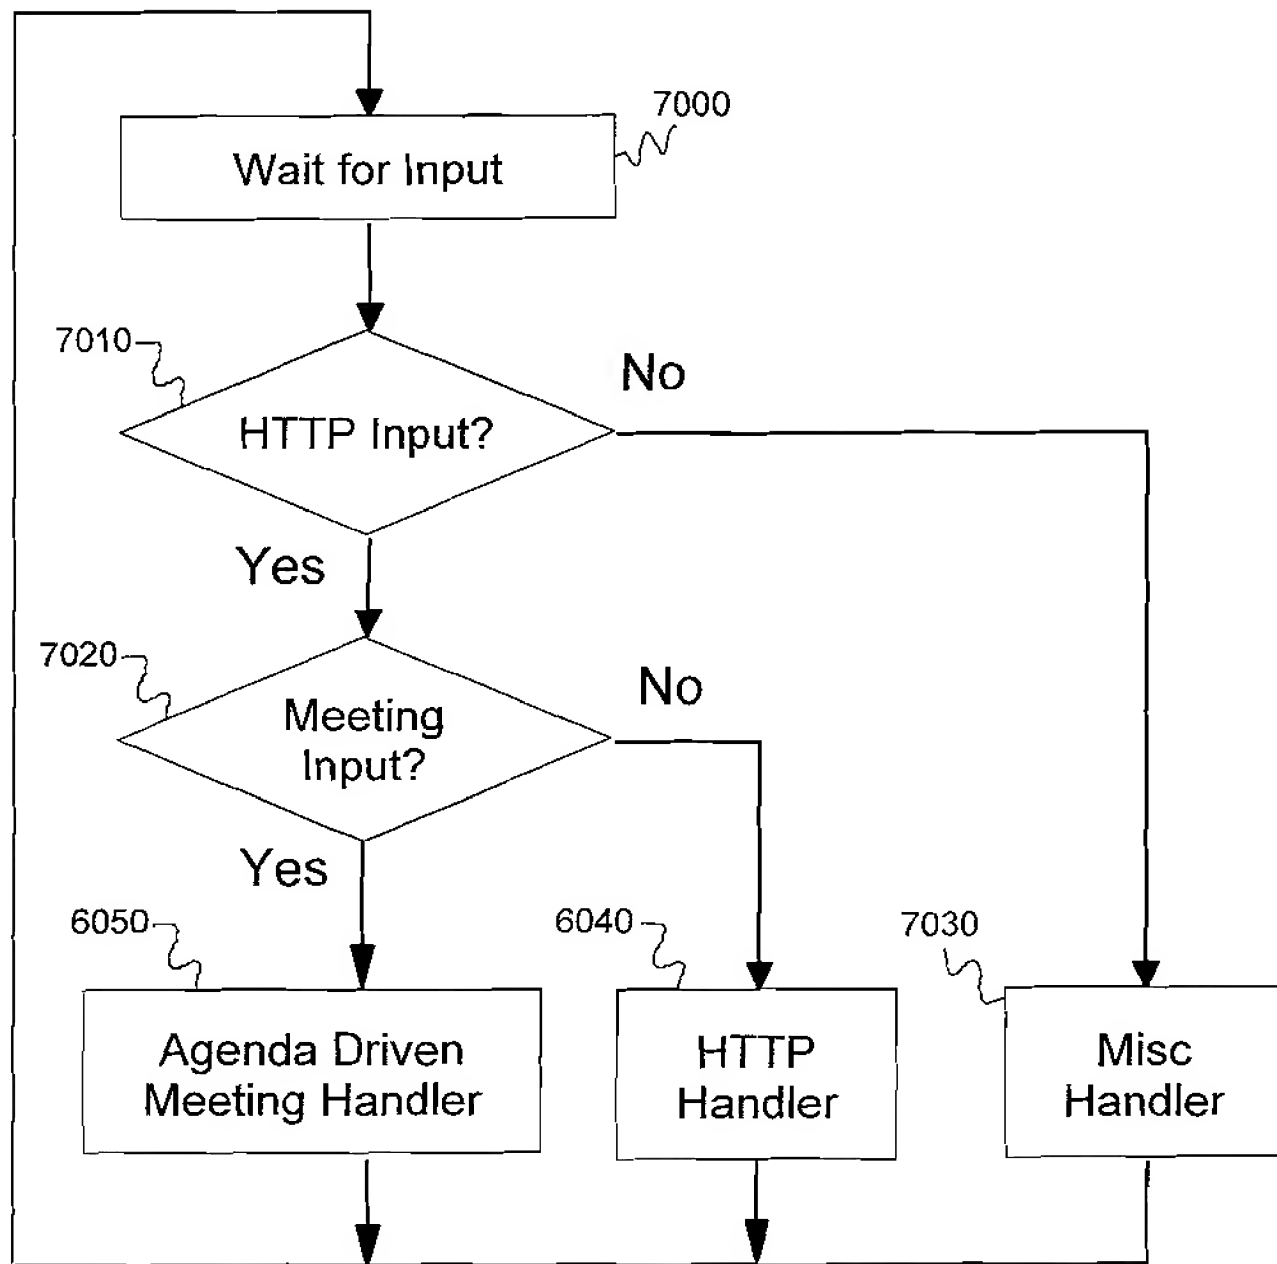 7000
Wait for Input
7010
No
HTTP Input?
Yes
7020
No
Meeting
Input?
Yes
6050
6040
7030
Agenda Driven
Meeting Handler
HTTP
Handler
Misc
Handler